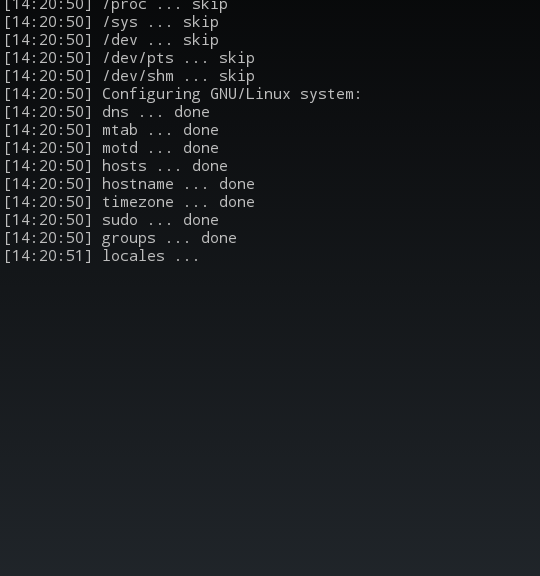 [14:20:50] /proc ... skip
[14:20:50] /sys ... skip
[14:20:50] /dev ... skip
[14:20:50] /dev/pts ... skip
[14:20:50] /dev/shm ... skip
[14:20:50] Configuring GNU/Linux system:
[14:20:50] dns ... done
[14:20:50] mtab ... done
[14:20:50] motd ... done
[14:20:50] hosts ... done
[14:20:50] hostname ... done
[14:20:50] timezone ... done
[14:20:50] sudo ... done
[14:20:50] groups ... done
[14:20:51] locales ...